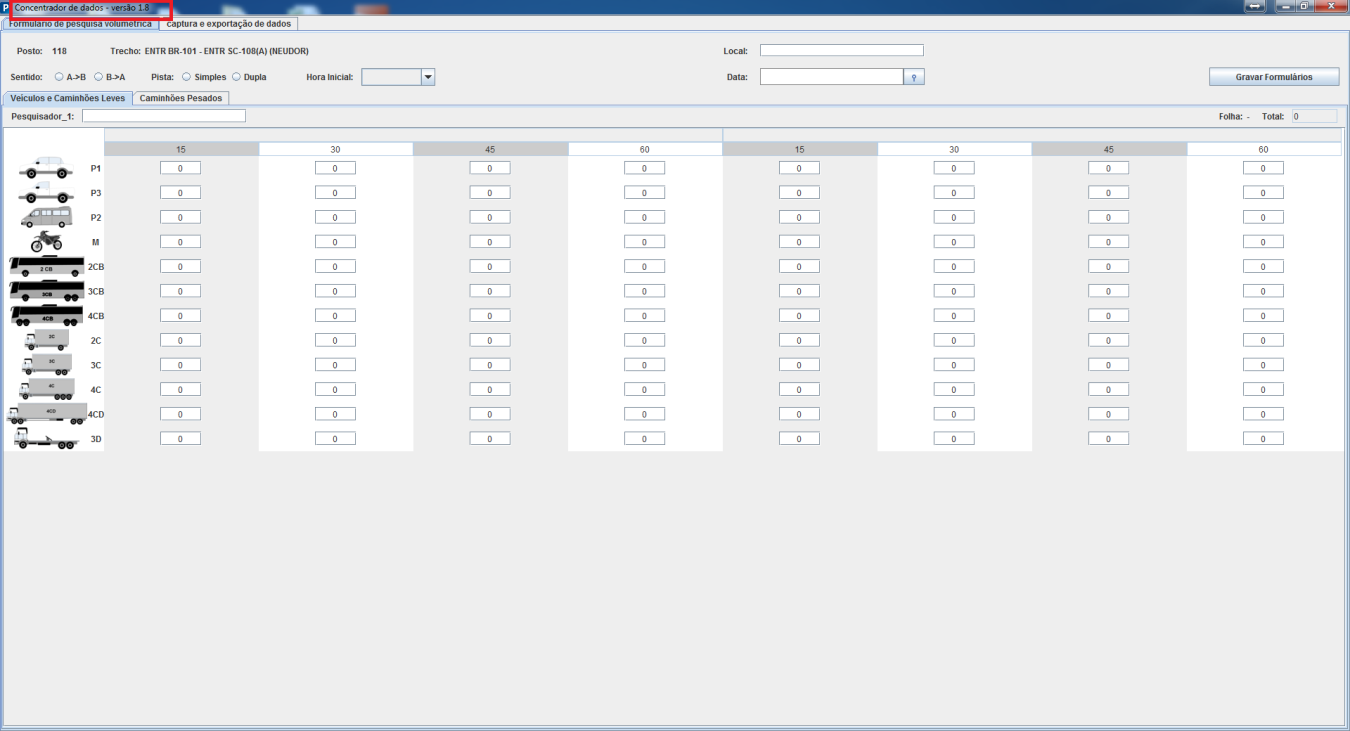 P Concentrador de dados - versão 1.8
Formulário de pesquisa volumétrica captura e exportação de dados
Posto: 118 Trecho: ENTR BR-101 - ENTR SC-108(A) (NEUDOR) Local:
Sentido: A->B B->A Pista: Simples Dupla Hora Inicial: Data: Gravar Formulários
Veículos e Caminhões Leves Caminhões Pesados
Pesquisador_1: Folha: - Total: 0
15 30 45 60 15 30 45 60
P1 0 0 0 0 0 0 0 0
P3 0 0 0 0 0 0 0 0
P2 0 0 0 0 0 0 0 0
M 0 0 0 0 0 0 0 0
2 CB 2CB 0 0 0 0 0 0 0 0
3CB 3CB 0 0 0 0 0 0 0 0
4CB 4CB 0 0 0 0 0 0 0 0
2C 0 0 0 0 0 0 0 0
3C 3C 0 0 0 0 0 0 0 0
4C 4C 0 0 0 0 0 0 0 0
4CD 4CD 0 0 0 0 0 0 0 0
3D 0 0 0 0 0 0 0 0